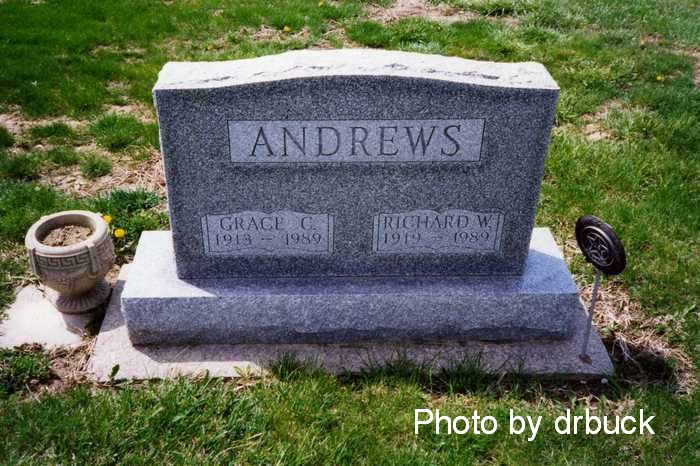 ANDREWS
GRACE C.
1913 – 1989
RICHARD W.
1919 – 1989
Photo by drbuck